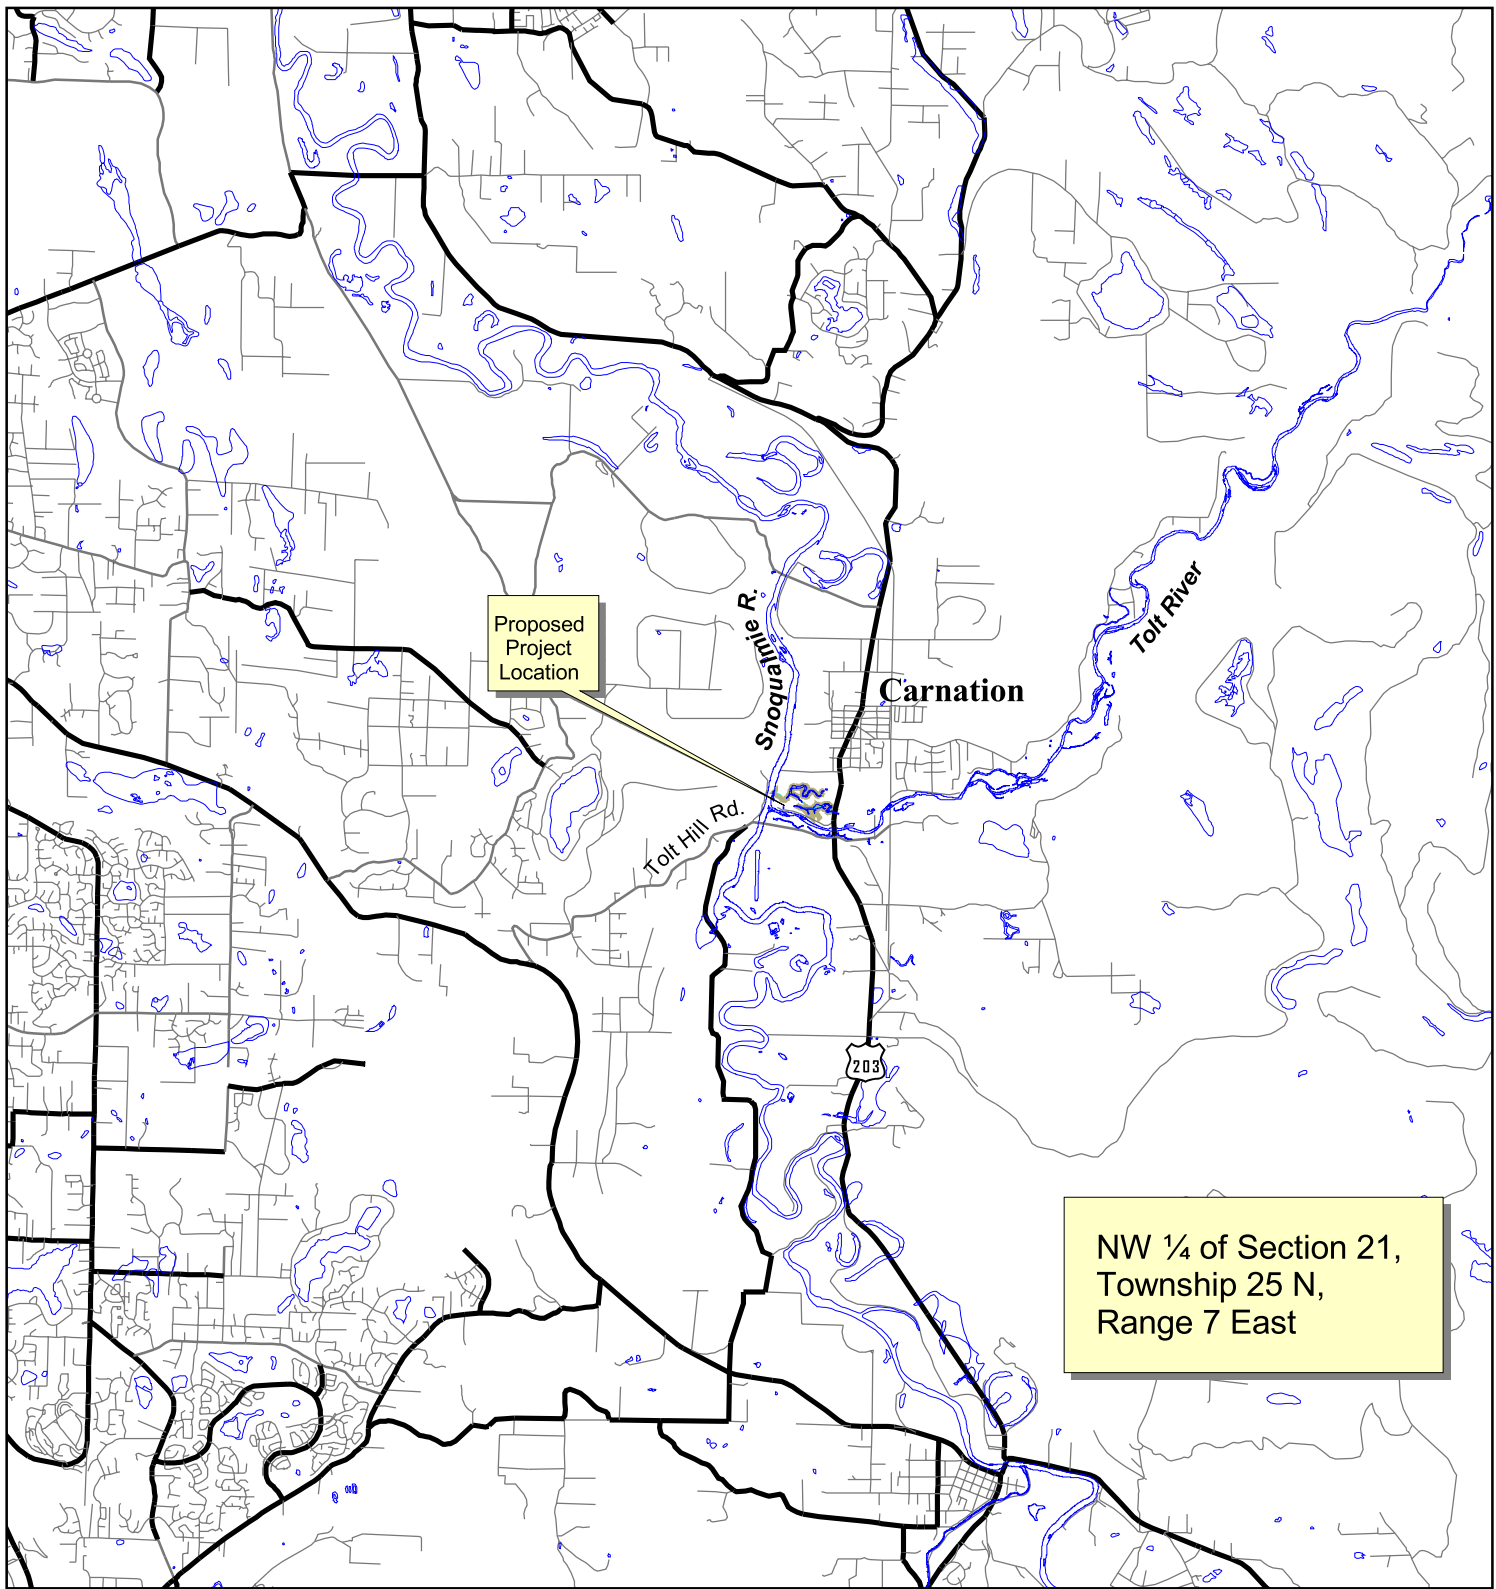 Proposed
Project
Location
Snoqualmie R.
Tolt River
Carnation
Tolt Hill Rd.
203
NW ¼ of Section 21,
Township 25 N,
Range 7 East